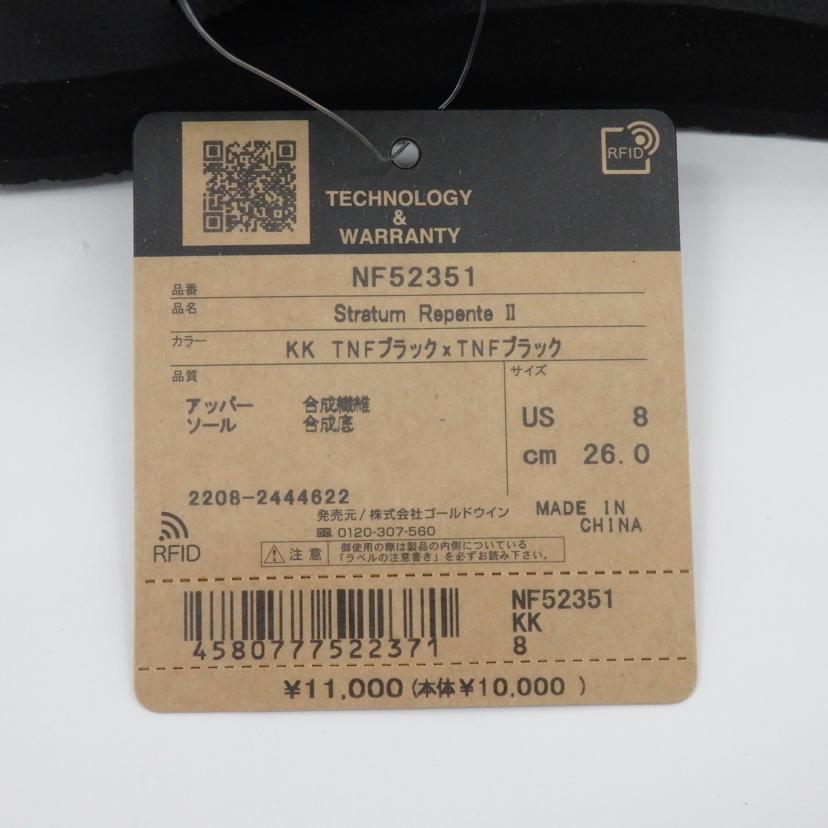 RFID
TECHNOLOGY
&
WARRANTY
品番 NF52351
品名 Stratum Repente Ⅱ
カラー KK TNFブラックxTNFブラック
品質
アッパー 合成繊維
ソール 合成底
サイズ
US 8
cm 26.0
2208-2444622
発売元/株式会社ゴールドウイン
0120-307-560
MADE IN
CHINA
RFID
注意 御使用の際は製品の内側についている
「ラベルの注意書き」を必ずお読み下さい。
4580777522371
NF52351
KK
8
¥11,000(本体¥10,000 )